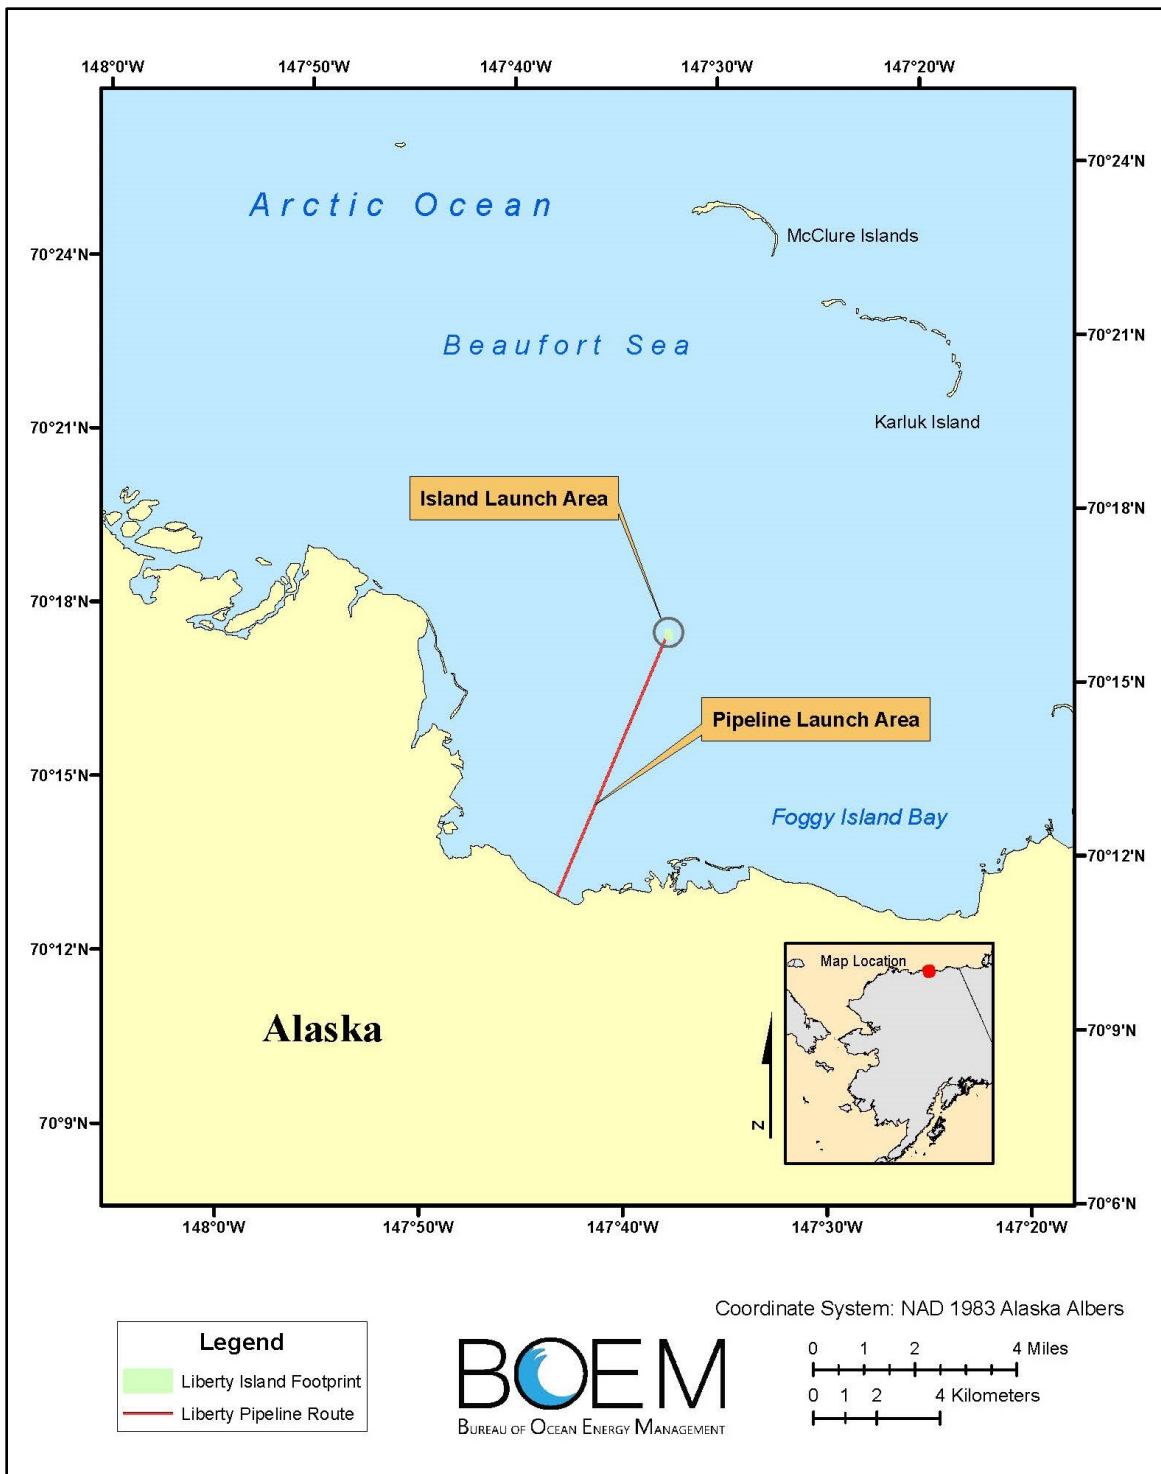 148°0'W 147°50'W 147°40'W 147°30'W 147°20'W
70°24'N
Arctic Ocean
McClure Islands
70°24'N
70°21'N
Beaufort Sea
Karluk Island
70°21'N
Island Launch Area
70°18'N
70°18'N
70°15'N
Pipeline Launch Area
70°15'N
Foggy Island Bay
70°12'N
70°12'N
Map Location
Alaska
70°9'N
N
70°9'N
70°6'N
148°0'W 147°50'W 147°40'W 147°30'W 147°20'W
Coordinate System: NAD 1983 Alaska Albers
Legend
Liberty Island Footprint
Liberty Pipeline Route
BOEM
BUREAU OF OCEAN ENERGY MANAGEMENT
0 1 2 4 Miles
0 1 2 4 Kilometers